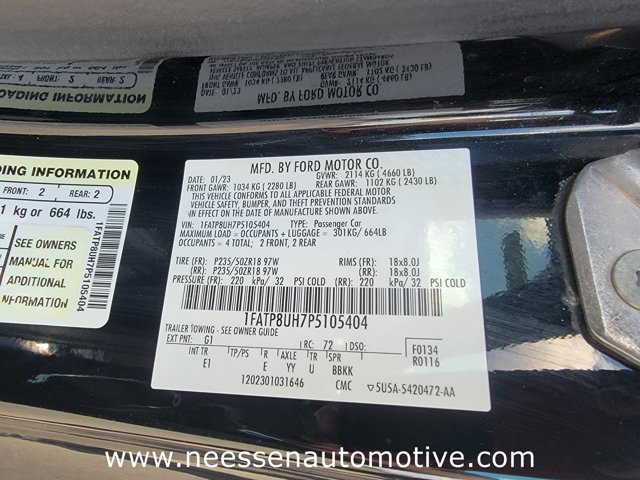 MFD. BY FORD MOTOR CO.
DATE: 01/23 GVWR: 2114 KG (4660 LB)
FRONT GAWR: 1034 KG (2280 LB) REAR GAWR: 1102 KG (2430 LB)
THIS VEHICLE CONFORMS TO ALL APPLICABLE FEDERAL MOTOR
VEHICLE SAFETY, BUMPER, AND THEFT PREVENTION STANDARDS
IN EFFECT ON THE DATE OF MANUFACTURE SHOWN ABOVE.
VIN: 1FATP8UH7P5105404 TYPE: Passenger Car
MAXIMUM LOAD = OCCUPANTS + LUGGAGE = 301KG/ 664LB
OCCUPANTS = 4 TOTAL; 2 FRONT, 2 REAR
TIRE (F): P235/50ZR18 97W RIMS (F): 18x8.0J
(R): P235/50ZR18 97W (R): 18x8.0J
PRESSURE (F): 220 kPa/ 32 PSI COLD (R): 220 kPa/ 32 PSI COLD
1FATP8UH7P5105404
TRAILER TOWING - SEE OWNER GUIDE
EXT PNT: G1 RC: 72 DSO: F0134
INT TR TP/PS R AXLE TR SPR R0116
E1 E YY U BBKK
1202301031646 CMC 5U5A-5420472-AA
DING INFORMATION
FRONT: 2 REAR: 2
1 kg or 664 lbs.
SEE OWNERS
MANUAL FOR
ADDITIONAL
INFORMATION
1FATP8UH7P5105404
www.neessenautomotive.com